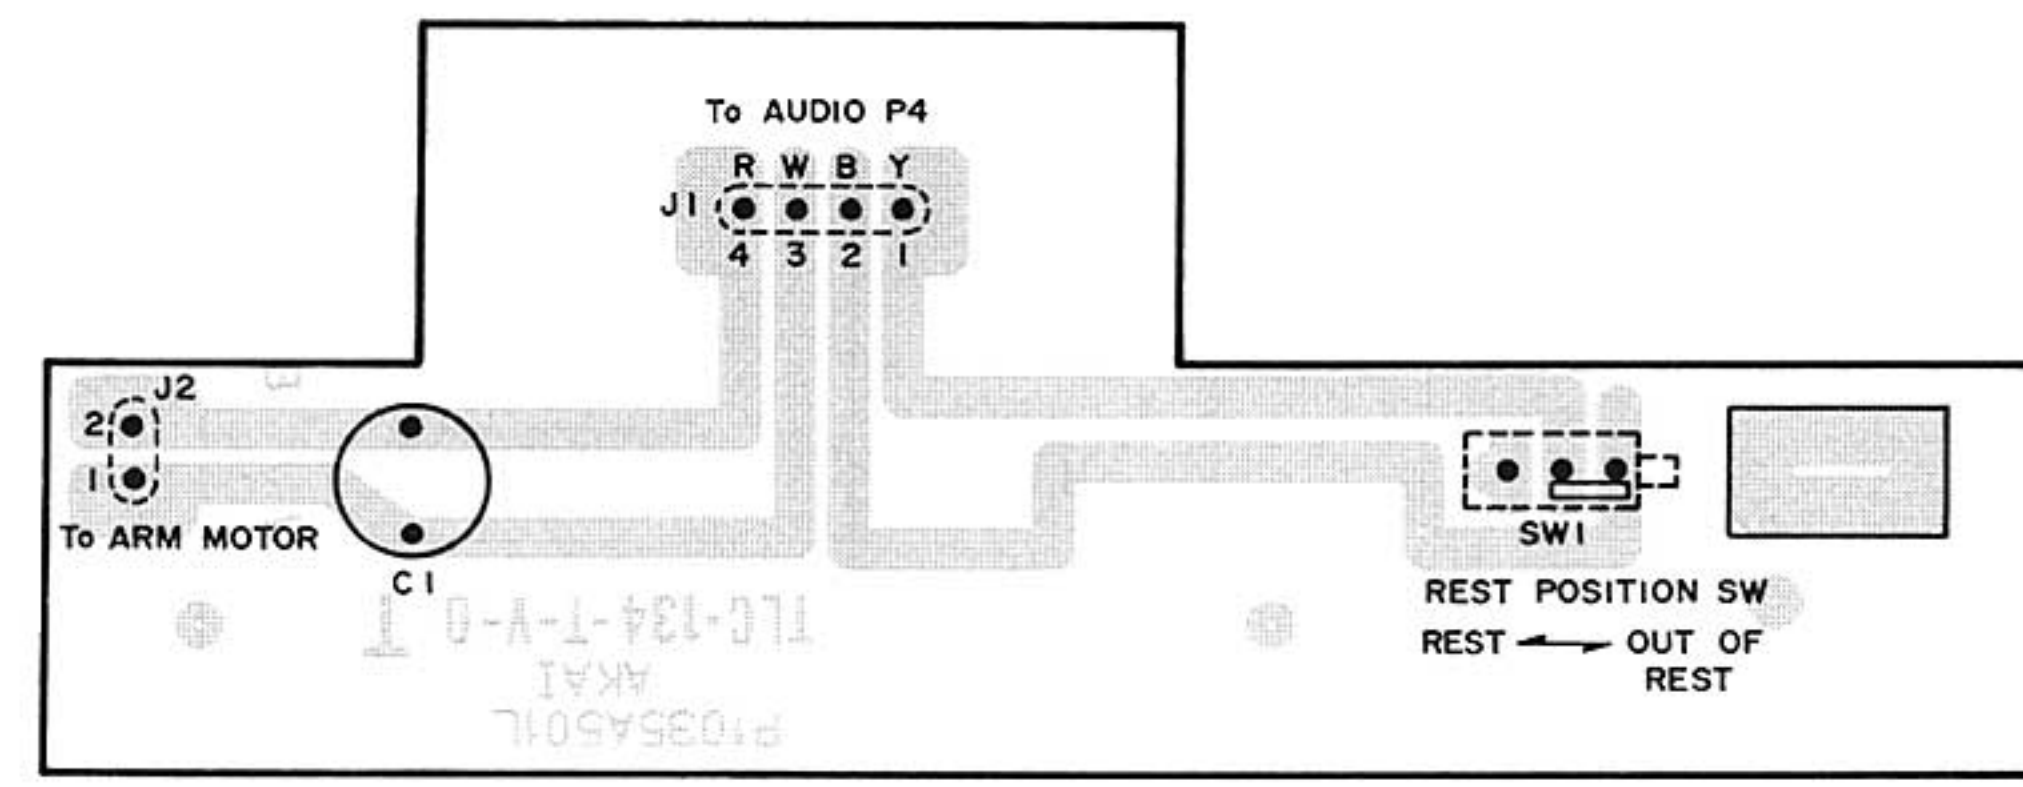 To AUDIO P4
R W B Y
J1
4 3 2 1
J2
2
1
To ARM MOTOR
C1
SW1
REST POSITION SW
REST OUT OF
REST
TLC-134-T-V-0
AKAI
P1035A501L